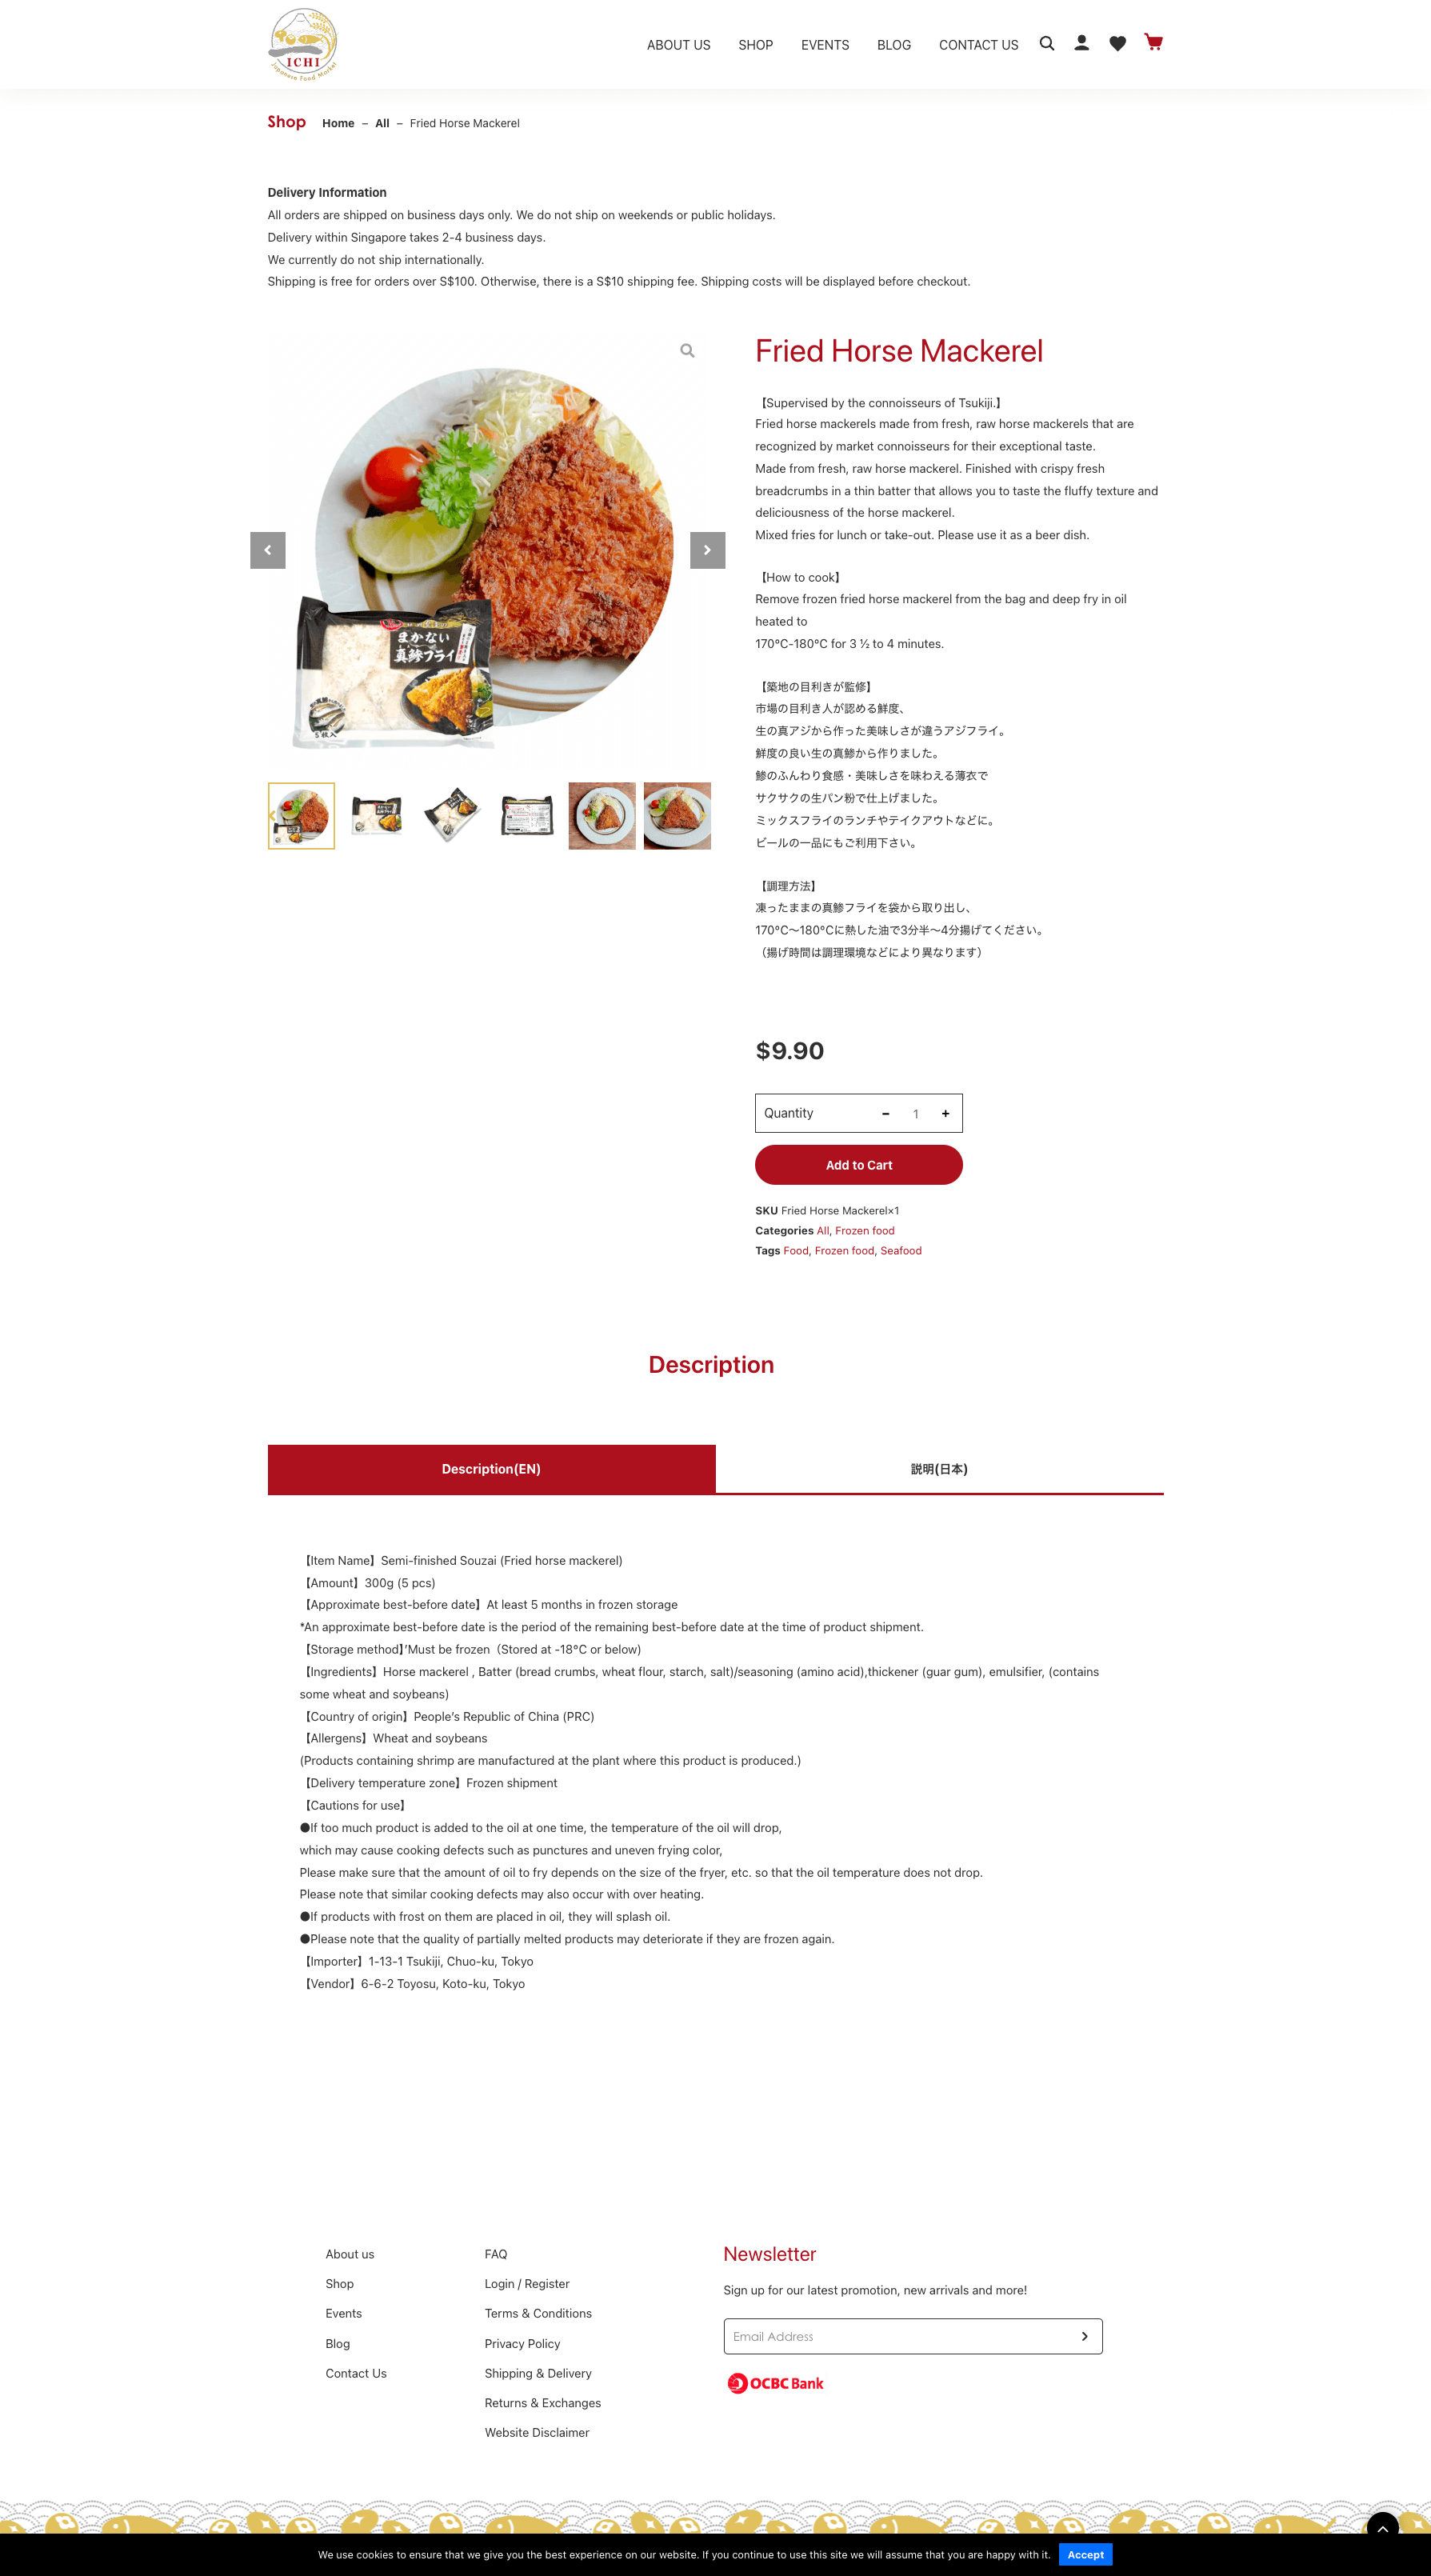 ICHI
Japanese Food Market
ABOUT US
SHOP
EVENTS
BLOG
CONTACT US
Shop
Home – All – Fried Horse Mackerel
Delivery Information
All orders are shipped on business days only. We do not ship on weekends or public holidays.
Delivery within Singapore takes 2-4 business days.
We currently do not ship internationally.
Shipping is free for orders over S$100. Otherwise, there is a S$10 shipping fee. Shipping costs will be displayed before checkout.
まかない
真鯵フライ
5枚入
Fried Horse Mackerel
【Supervised by the connoisseurs of Tsukiji.】
Fried horse mackerels made from fresh, raw horse mackerels that are
recognized by market connoisseurs for their exceptional taste.
Made from fresh, raw horse mackerel. Finished with crispy fresh
breadcrumbs in a thin batter that allows you to taste the fluffy texture and
deliciousness of the horse mackerel.
Mixed fries for lunch or take-out. Please use it as a beer dish.
【How to cook】
Remove frozen fried horse mackerel from the bag and deep fry in oil
heated to
170°C-180°C for 3 ½ to 4 minutes.
【築地の目利きが監修】
市場の目利き人が認める鮮度、
生の真アジから作った美味しさが違うアジフライ。
鮮度の良い生の真鯵から作りました。
鯵のふんわり食感・美味しさを味わえる薄衣で
サクサクの生パン粉で仕上げました。
ミックスフライのランチやテイクアウトなどに。
ビールの一品にもご利用下さい。
【調理方法】
凍ったままの真鯵フライを袋から取り出し、
170°C〜180°Cに熱した油で3分半〜4分揚げてください。
（揚げ時間は調理環境などにより異なります）
$9.90
Quantity - 1 +
Add to Cart
SKU Fried Horse Mackerel×1
Categories All, Frozen food
Tags Food, Frozen food, Seafood
Description
Description(EN)
説明(日本)
【Item Name】Semi-finished Souzai (Fried horse mackerel)
【Amount】300g (5 pcs)
【Approximate best-before date】At least 5 months in frozen storage
*An approximate best-before date is the period of the remaining best-before date at the time of product shipment.
【Storage method】'Must be frozen（Stored at -18°C or below)
【Ingredients】Horse mackerel , Batter (bread crumbs, wheat flour, starch, salt)/seasoning (amino acid),thickener (guar gum), emulsifier, (contains
some wheat and soybeans)
【Country of origin】People's Republic of China (PRC)
【Allergens】Wheat and soybeans
(Products containing shrimp are manufactured at the plant where this product is produced.)
【Delivery temperature zone】Frozen shipment
【Cautions for use】
●If too much product is added to the oil at one time, the temperature of the oil will drop,
which may cause cooking defects such as punctures and uneven frying color,
Please make sure that the amount of oil to fry depends on the size of the fryer, etc. so that the oil temperature does not drop.
Please note that similar cooking defects may also occur with over heating.
●If products with frost on them are placed in oil, they will splash oil.
●Please note that the quality of partially melted products may deteriorate if they are frozen again.
【Importer】1-13-1 Tsukiji, Chuo-ku, Tokyo
【Vendor】6-6-2 Toyosu, Koto-ku, Tokyo
About us
Shop
Events
Blog
Contact Us
FAQ
Login / Register
Terms & Conditions
Privacy Policy
Shipping & Delivery
Returns & Exchanges
Website Disclaimer
Newsletter
Sign up for our latest promotion, new arrivals and more!
Email Address
OCBC Bank
We use cookies to ensure that we give you the best experience on our website. If you continue to use this site we will assume that you are happy with it. Accept